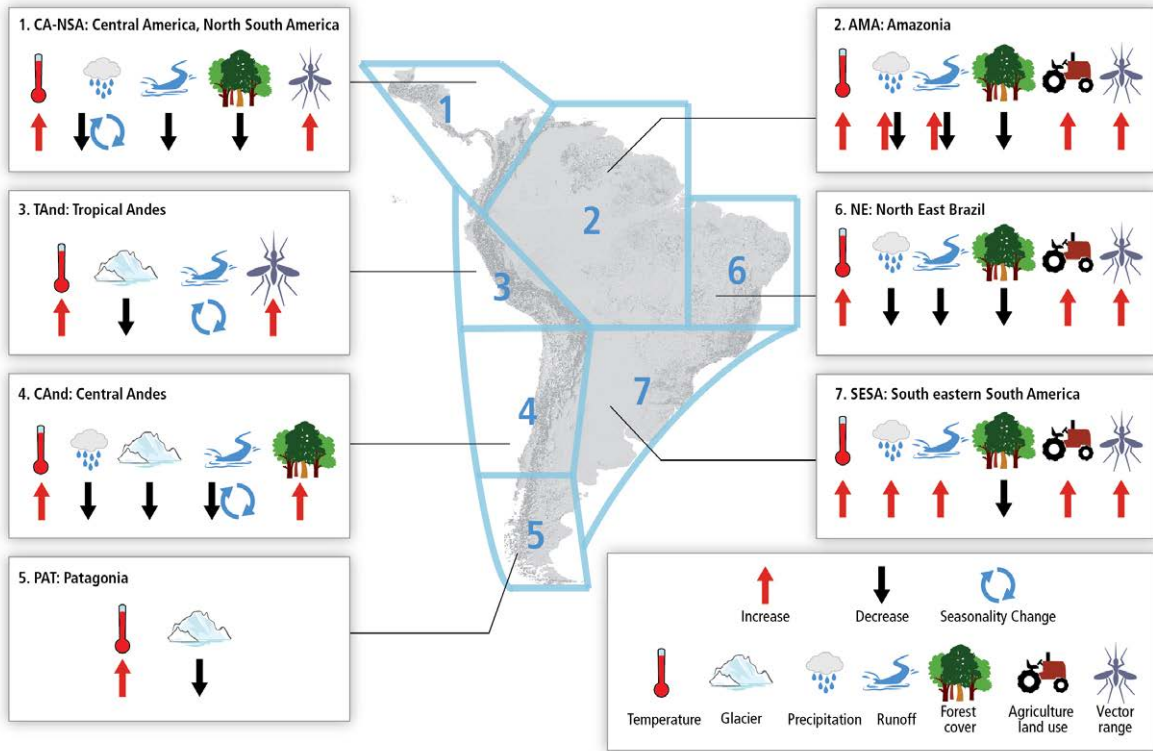 1. CA-NSA: Central America, North South America
2. AMA: Amazonia
3. TAnd: Tropical Andes
6. NE: North East Brazil
4. CAnd: Central Andes
7. SESA: South eastern South America
5. PAT: Patagonia
1
2
3
6
4
7
5
Increase
Decrease
Seasonality Change
Temperature
Glacier
Precipitation
Runoff
Forest
cover
Agriculture
land use
Vector
range